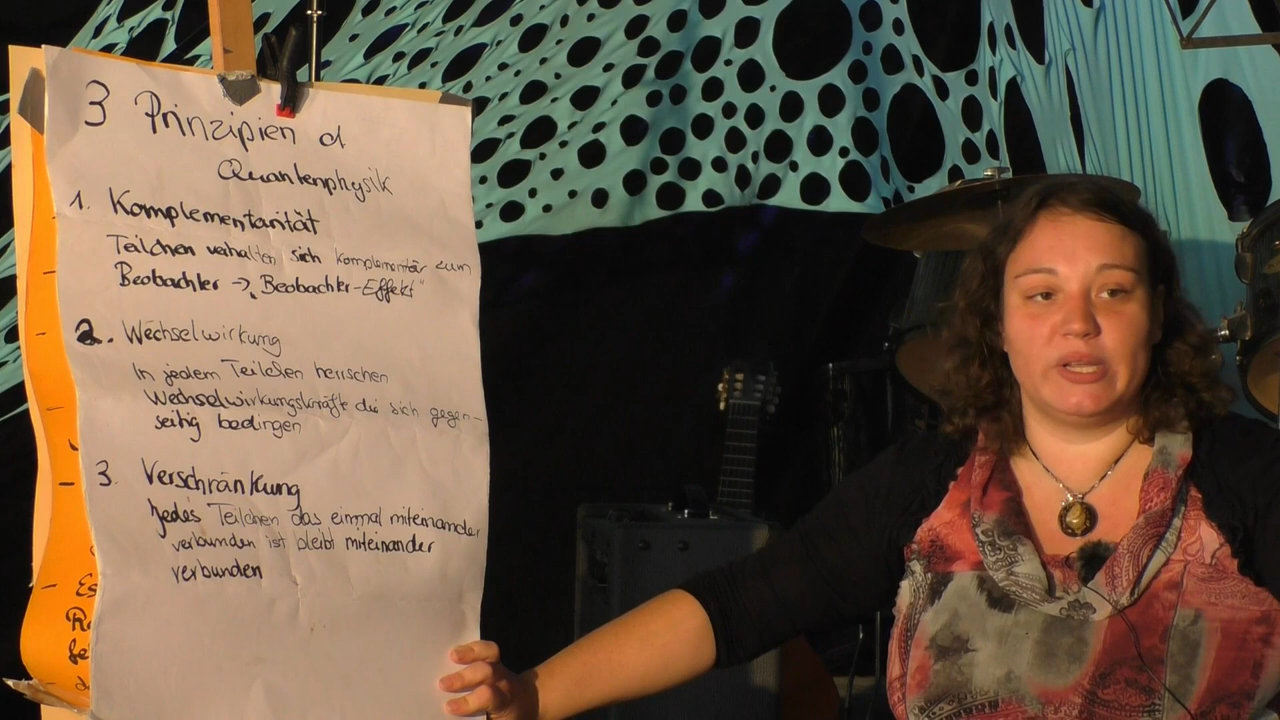 3 Prinzipien d
Quantenphysik
1. Komplementarität
Teilchen verhalten sich komplementär zum
Beobachter → „Beobachter-Effekt"
2. Wechselwirkung
In jedem Teilchen herrschen
Wechselwirkungskräfte die sich gegen-
seitig bedingen
3. Verschränkung
Jedes Teilchen das einmal miteinander
verbunden ist bleibt miteinander
verbunden
Es